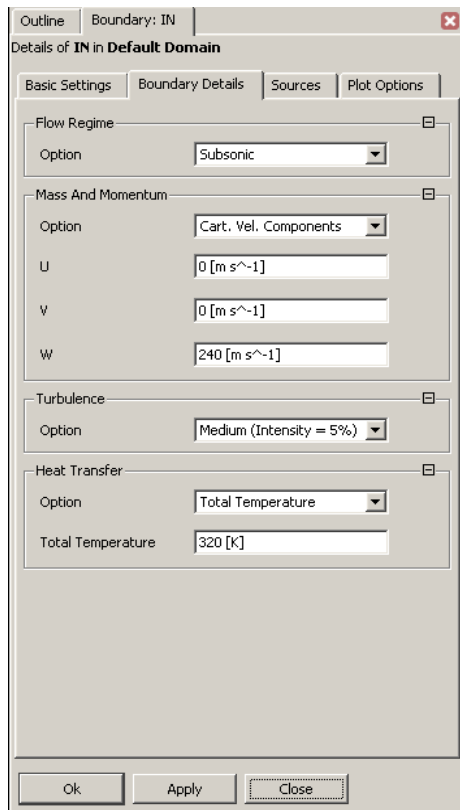 Outline Boundary: IN
Details of IN in Default Domain
Basic Settings Boundary Details Sources Plot Options
Flow Regime
Option Subsonic
Mass And Momentum
Option Cart. Vel. Components
U 0 [m s^-1]
V 0 [m s^-1]
W 240 [m s^-1]
Turbulence
Option Medium (Intensity = 5%)
Heat Transfer
Option Total Temperature
Total Temperature 320 [K]
Ok Apply Close